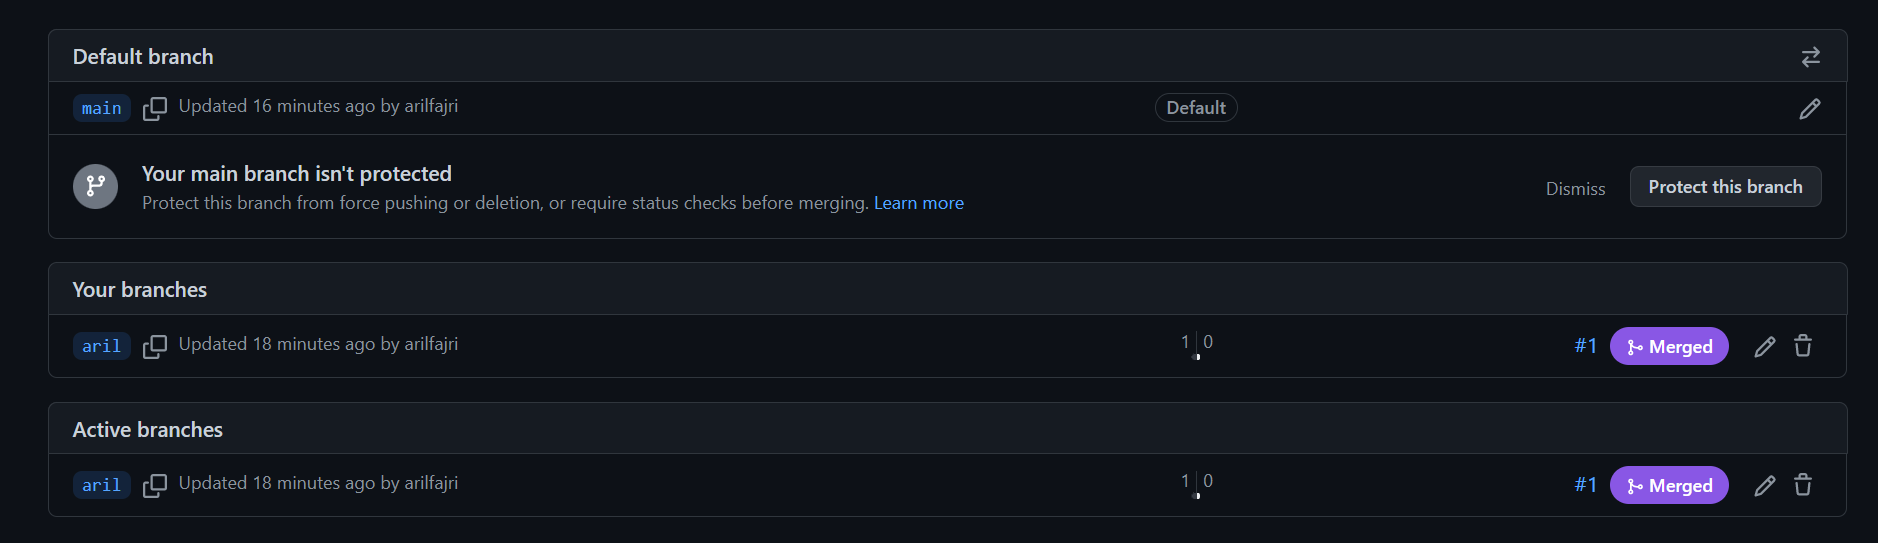 Default branch
main Updated 16 minutes ago by arilfajri Default
Your main branch isn't protected
Protect this branch from force pushing or deletion, or require status checks before merging. Learn more
Dismiss Protect this branch
Your branches
aril Updated 18 minutes ago by arilfajri 1 0 #1 Merged
Active branches
aril Updated 18 minutes ago by arilfajri 1 0 #1 Merged